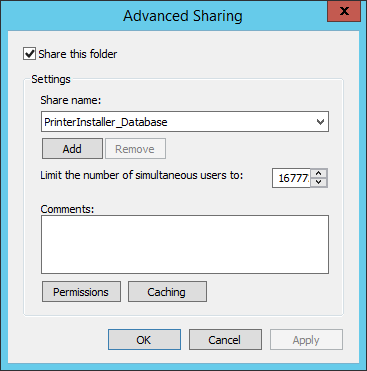 Advanced Sharing
Share this folder
Settings
Share name:
PrinterInstaller_Database
Add Remove
Limit the number of simultaneous users to: 16777
Comments:
Permissions Caching
OK Cancel Apply